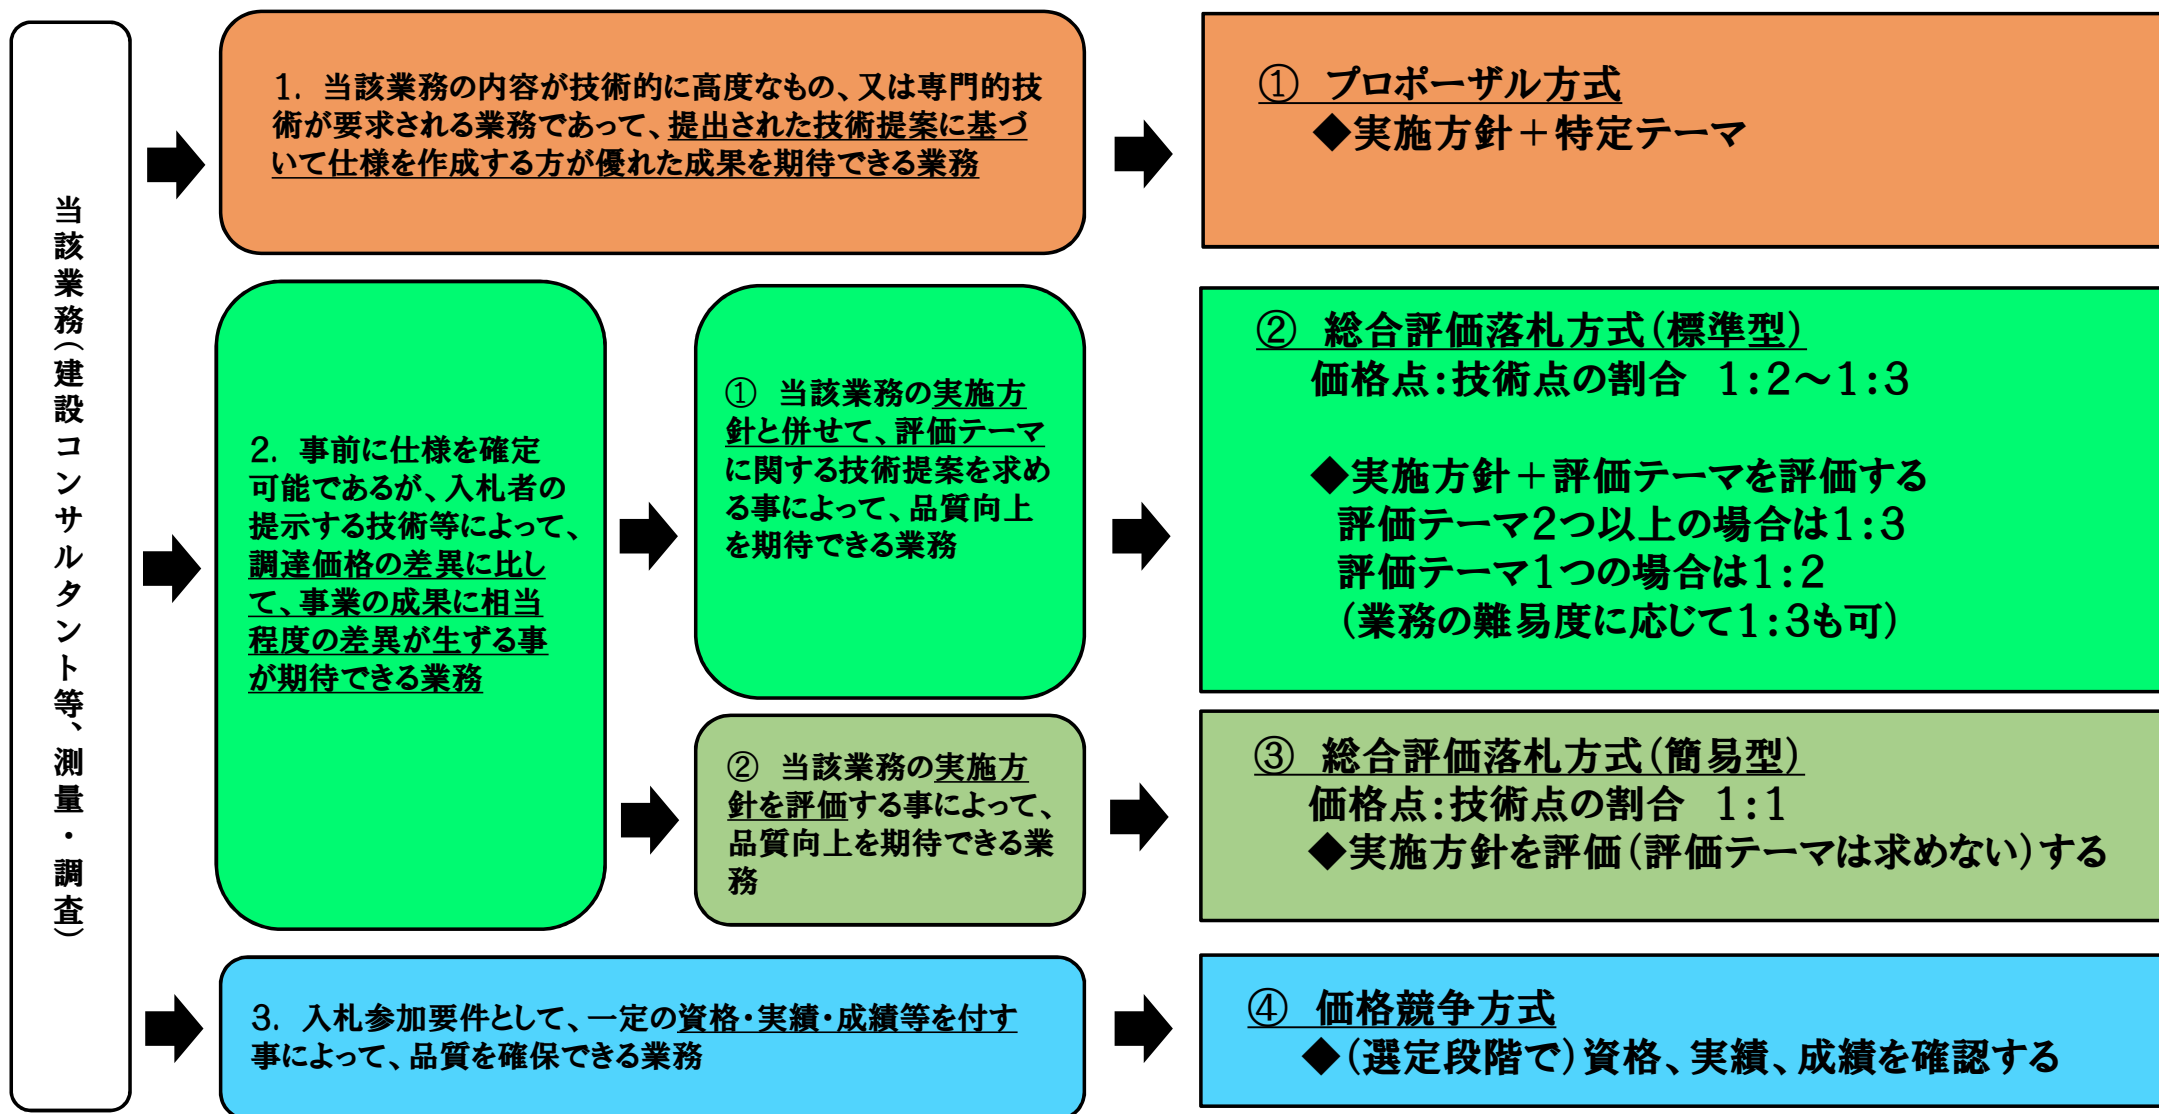 当該業務(建設コンサルタント等、測量・調査)
1. 当該業務の内容が技術的に高度なもの、又は専門的技
術が要求される業務であって、提出された技術提案に基づ
いて仕様を作成する方が優れた成果を期待できる業務
① プロポーザル方式
◆実施方針+特定テーマ
2. 事前に仕様を確定
可能であるが、入札者の
提示する技術等によって、
調達価格の差異に比し
て、事業の成果に相当
程度の差異が生ずる事
が期待できる業務
① 当該業務の実施方
針と併せて、評価テーマ
に関する技術提案を求め
る事によって、品質向上
を期待できる業務
② 総合評価落札方式(標準型)
価格点:技術点の割合 1:2~1:3
◆実施方針+評価テーマを評価する
評価テーマ2つ以上の場合は1:3
評価テーマ1つの場合は1:2
(業務の難易度に応じて1:3も可)
② 当該業務の実施方
針を評価する事によって、
品質向上を期待できる業
務
③ 総合評価落札方式(簡易型)
価格点:技術点の割合 1:1
◆実施方針を評価(評価テーマは求めない)する
3. 入札参加要件として、一定の資格・実績・成績等を付す
事によって、品質を確保できる業務
④ 価格競争方式
◆(選定段階で)資格、実績、成績を確認する